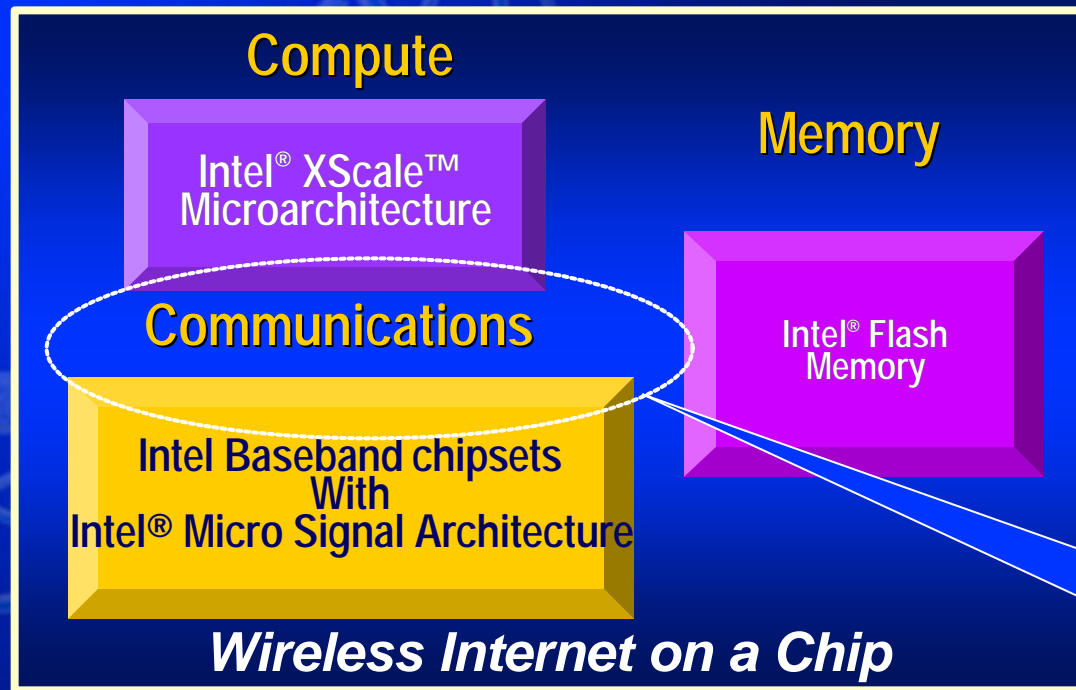 Compute
Intel® XScale™
Microarchitecture
Memory
Communications
Intel® Flash
Memory
Intel Baseband chipsets
With
Intel® Micro Signal Architecture
Wireless Internet on a Chip